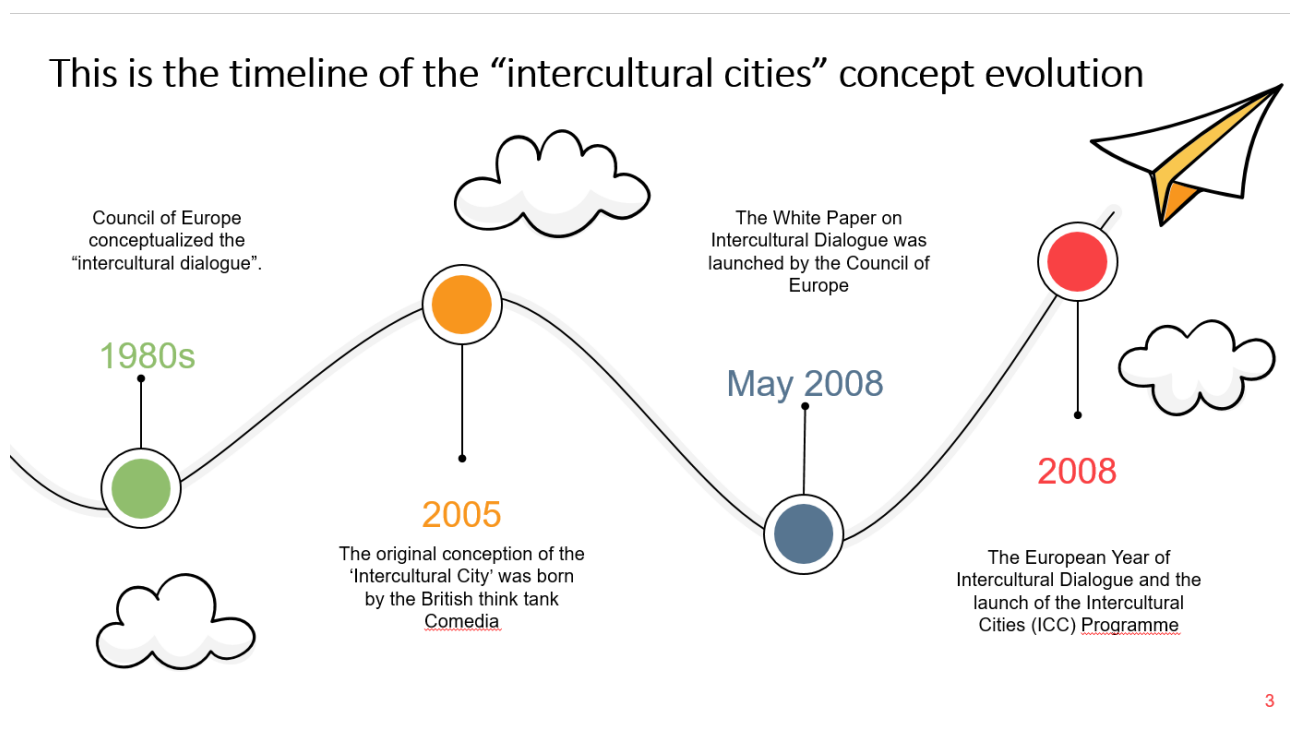 This is the timeline of the “intercultural cities” concept evolution
Council of Europe
conceptualized the
“intercultural dialogue”.
1980s
2005
The original conception of the
‘Intercultural City’ was born
by the British think tank
Comedia
The White Paper on
Intercultural Dialogue was
launched by the Council of
Europe
May 2008
2008
The European Year of
Intercultural Dialogue and the
launch of the Intercultural
Cities (ICC) Programme
3